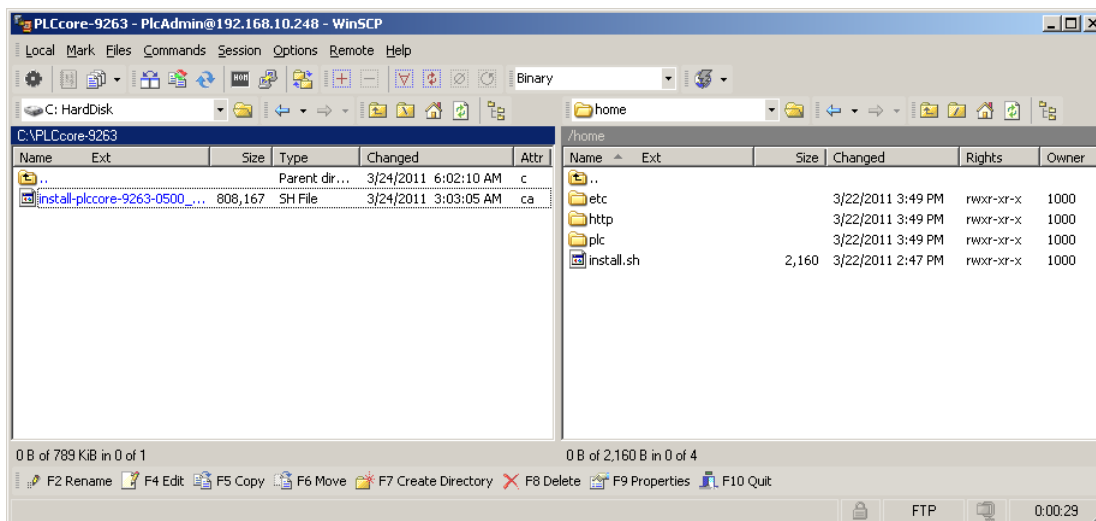 PLCcore-9263 - PlcAdmin@192.168.10.248 - WinSCP
Local Mark Files Commands Session Options Remote Help
Binary
C: HardDisk
home
C:\PLCcore-9263
/home
Name Ext Size Type Changed Attr
Name Ext Size Changed Rights Owner
.. Parent dir... 3/24/2011 6:02:10 AM c
..
install-plccore-9263-0500_... 808,167 SH File 3/24/2011 3:03:05 AM ca
etc 3/22/2011 3:49 PM rwxr-xr-x 1000
http 3/22/2011 3:49 PM rwxr-xr-x 1000
plc 3/22/2011 3:49 PM rwxr-xr-x 1000
install.sh 2,160 3/22/2011 2:47 PM rwxr-xr-x 1000
0 B of 789 KiB in 0 of 1
0 B of 2,160 B in 0 of 4
F2 Rename F4 Edit F5 Copy F6 Move F7 Create Directory F8 Delete F9 Properties F10 Quit
FTP 0:00:29